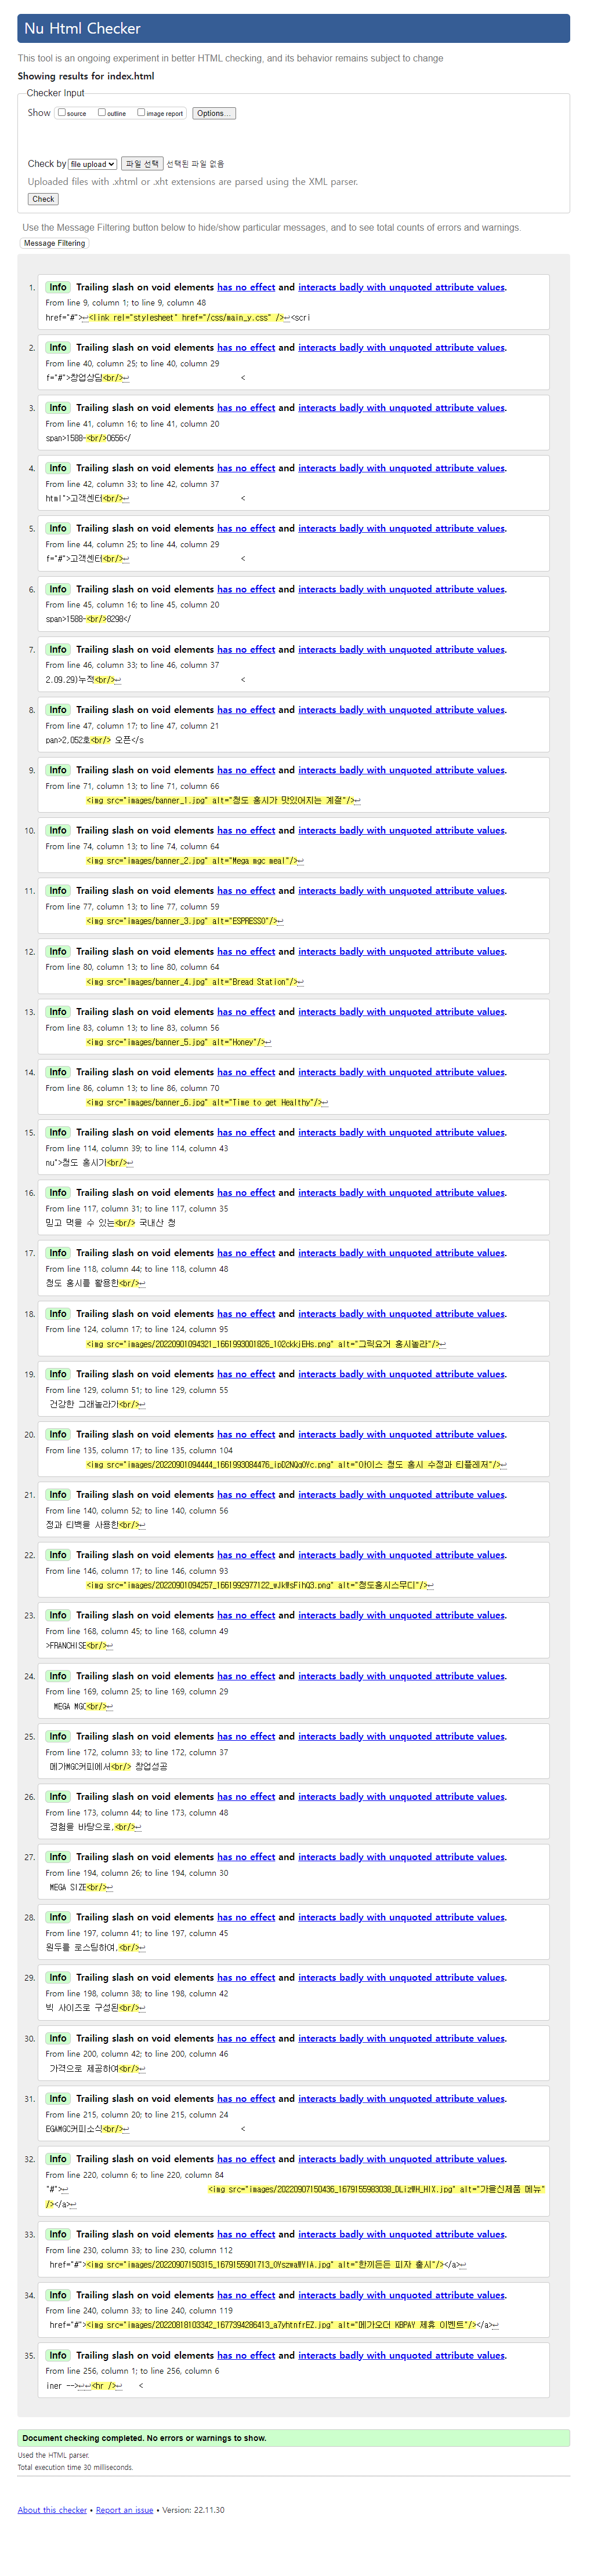 Nu Html Checker
This tool is an ongoing experiment in better HTML checking, and its behavior remains subject to change
Showing results for index.html
Checker Input
Show source outline image report Options...
Check by file upload 파일 선택 선택된 파일 없음
Uploaded files with .xhtml or .xht extensions are parsed using the XML parser.
Check
Use the Message Filtering button below to hide/show particular messages, and to see total counts of errors and warnings.
Message Filtering
1. Info Trailing slash on void elements has no effect and interacts badly with unquoted attribute values.
From line 9, column 1; to line 9, column 48
href="#">↩<link rel="stylesheet" href="/css/main_y.css" />↩<scri
2. Info Trailing slash on void elements has no effect and interacts badly with unquoted attribute values.
From line 40, column 25; to line 40, column 29
f="#">창업상담<br/>↩ <
3. Info Trailing slash on void elements has no effect and interacts badly with unquoted attribute values.
From line 41, column 16; to line 41, column 20
span>1588-<br/>0656</
4. Info Trailing slash on void elements has no effect and interacts badly with unquoted attribute values.
From line 42, column 33; to line 42, column 37
html">고객센터<br/>↩ <
5. Info Trailing slash on void elements has no effect and interacts badly with unquoted attribute values.
From line 44, column 25; to line 44, column 29
f="#">고객센터<br/>↩ <
6. Info Trailing slash on void elements has no effect and interacts badly with unquoted attribute values.
From line 45, column 16; to line 45, column 20
span>1588-<br/>8298</
7. Info Trailing slash on void elements has no effect and interacts badly with unquoted attribute values.
From line 46, column 33; to line 46, column 37
2.09.29)누적<br/>↩ <
8. Info Trailing slash on void elements has no effect and interacts badly with unquoted attribute values.
From line 47, column 17; to line 47, column 21
pan>2,052호<br/> 오픈</s
9. Info Trailing slash on void elements has no effect and interacts badly with unquoted attribute values.
From line 71, column 13; to line 71, column 66
<img src="images/banner_1.jpg" alt="청도 홍시가 맛있어지는 계절"/>↩
10. Info Trailing slash on void elements has no effect and interacts badly with unquoted attribute values.
From line 74, column 13; to line 74, column 64
<img src="images/banner_2.jpg" alt="Mega mgc meal"/>↩
11. Info Trailing slash on void elements has no effect and interacts badly with unquoted attribute values.
From line 77, column 13; to line 77, column 59
<img src="images/banner_3.jpg" alt="ESPRESSO"/>↩
12. Info Trailing slash on void elements has no effect and interacts badly with unquoted attribute values.
From line 80, column 13; to line 80, column 64
<img src="images/banner_4.jpg" alt="Bread Station"/>↩
13. Info Trailing slash on void elements has no effect and interacts badly with unquoted attribute values.
From line 83, column 13; to line 83, column 56
<img src="images/banner_5.jpg" alt="Honey"/>↩
14. Info Trailing slash on void elements has no effect and interacts badly with unquoted attribute values.
From line 86, column 13; to line 86, column 70
<img src="images/banner_6.jpg" alt="Time to get Healthy"/>↩
15. Info Trailing slash on void elements has no effect and interacts badly with unquoted attribute values.
From line 114, column 39; to line 114, column 43
nu">청도 홍시가<br/>↩
16. Info Trailing slash on void elements has no effect and interacts badly with unquoted attribute values.
From line 117, column 31; to line 117, column 35
믿고 먹을 수 있는<br/> 국내산 청
17. Info Trailing slash on void elements has no effect and interacts badly with unquoted attribute values.
From line 118, column 44; to line 118, column 48
청도 홍시를 활용한<br/>↩
18. Info Trailing slash on void elements has no effect and interacts badly with unquoted attribute values.
From line 124, column 17; to line 124, column 95
<img src="images/20220901094321_1661993001826_102ckkjEHs.png" alt="그릭요거 홍시놀라"/>↩
19. Info Trailing slash on void elements has no effect and interacts badly with unquoted attribute values.
From line 129, column 51; to line 129, column 55
건강한 그래놀라가<br/>↩
20. Info Trailing slash on void elements has no effect and interacts badly with unquoted attribute values.
From line 135, column 17; to line 135, column 104
<img src="images/20220901094444_1661993084476_ipD2NQqOYc.png" alt="아이스 청도 홍시 수정과 티플레저"/>↩
21. Info Trailing slash on void elements has no effect and interacts badly with unquoted attribute values.
From line 140, column 52; to line 140, column 56
정과 티백을 사용한<br/>↩
22. Info Trailing slash on void elements has no effect and interacts badly with unquoted attribute values.
From line 146, column 17; to line 146, column 93
<img src="images/20220901094257_1661992977122_wJkWsFihQ3.png" alt="청도홍시스무디"/>↩
23. Info Trailing slash on void elements has no effect and interacts badly with unquoted attribute values.
From line 168, column 45; to line 168, column 49
>FRANCHISE<br/>↩
24. Info Trailing slash on void elements has no effect and interacts badly with unquoted attribute values.
From line 169, column 25; to line 169, column 29
MEGA MGC<br/>↩
25. Info Trailing slash on void elements has no effect and interacts badly with unquoted attribute values.
From line 172, column 33; to line 172, column 37
메가MGC커피에서<br/> 창업성공
26. Info Trailing slash on void elements has no effect and interacts badly with unquoted attribute values.
From line 173, column 44; to line 173, column 48
경험을 바탕으로,<br/>↩
27. Info Trailing slash on void elements has no effect and interacts badly with unquoted attribute values.
From line 194, column 26; to line 194, column 30
MEGA SIZE<br/>↩
28. Info Trailing slash on void elements has no effect and interacts badly with unquoted attribute values.
From line 197, column 41; to line 197, column 45
원두를 로스팅하여,<br/>↩
29. Info Trailing slash on void elements has no effect and interacts badly with unquoted attribute values.
From line 198, column 38; to line 198, column 42
빅 사이즈로 구성된<br/>↩
30. Info Trailing slash on void elements has no effect and interacts badly with unquoted attribute values.
From line 200, column 42; to line 200, column 46
가격으로 제공하여<br/>↩
31. Info Trailing slash on void elements has no effect and interacts badly with unquoted attribute values.
From line 215, column 20; to line 215, column 24
EGAMGC커피소식<br/>↩ <
32. Info Trailing slash on void elements has no effect and interacts badly with unquoted attribute values.
From line 220, column 6; to line 220, column 84
"#">↩ <img src="images/20220907150436_1679155983038_DLizWH_HIX.jpg" alt="가을신제품 메뉴"
/></a>↩
33. Info Trailing slash on void elements has no effect and interacts badly with unquoted attribute values.
From line 230, column 33; to line 230, column 112
href="#"><img src="images/20220907150315_1679155901713_OYszwaWYIA.jpg" alt="한끼든든 피자 출시"/></a>↩
34. Info Trailing slash on void elements has no effect and interacts badly with unquoted attribute values.
From line 240, column 33; to line 240, column 119
href="#"><img src="images/20220818103342_1677394286413_a7yhtnfrEZ.jpg" alt="메가오더 KBPAY 제휴 이벤트"/></a>↩
35. Info Trailing slash on void elements has no effect and interacts badly with unquoted attribute values.
From line 256, column 1; to line 256, column 6
iner -->↩↩<hr />↩ <
Document checking completed. No errors or warnings to show.
Used the HTML parser.
Total execution time 30 milliseconds.
About this checker • Report an issue • Version: 22.11.30